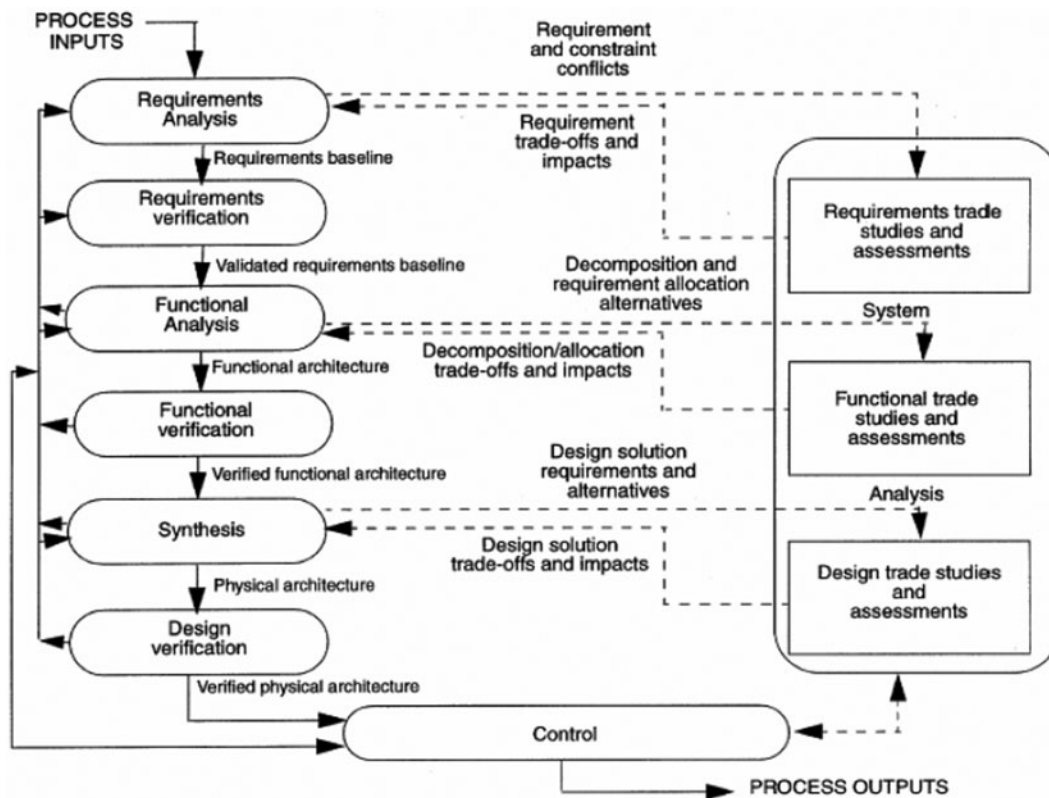 PROCESS
INPUTS
Requirement
and constraint
conflicts
Requirements
Analysis
Requirement
trade-offs and
impacts
Requirements baseline
Requirements
verification
Requirements trade
studies and
assessments
Validated requirements baseline
Decomposition and
requirement allocation
alternatives
Functional
Analysis
System
Decomposition/allocation
trade-offs and impacts
Functional architecture
Functional
verification
Functional trade
studies and
assessments
Design solution
requirements and
alternatives
Verified functional architecture
Analysis
Synthesis
Design solution
trade-offs and impacts
Physical architecture
Design trade studies
and
assessments
Design
verification
Verified physical architecture
Control
PROCESS OUTPUTS